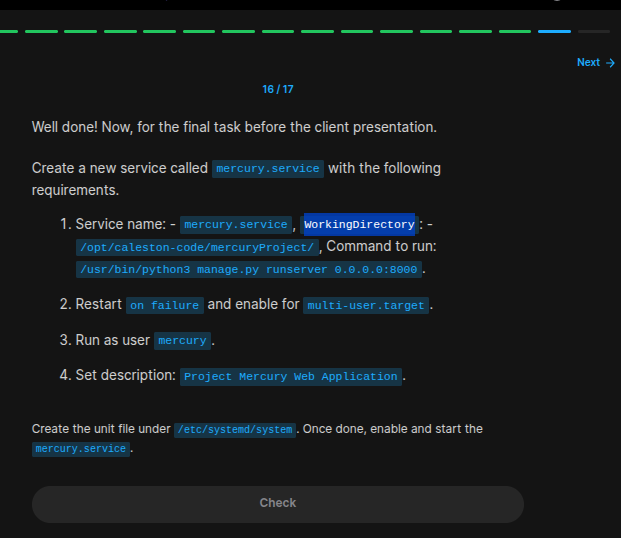 Next →
16 / 17
Well done! Now, for the final task before the client presentation.
Create a new service called mercury.service with the following
requirements.
1. Service name: - mercury.service, WorkingDirectory: -
/opt/caleston-code/mercuryProject/, Command to run:
/usr/bin/python3 manage.py runserver 0.0.0.0:8000.
2. Restart on failure and enable for multi-user.target.
3. Run as user mercury.
4. Set description: Project Mercury Web Application.
Create the unit file under /etc/systemd/system. Once done, enable and start the
mercury.service.
Check